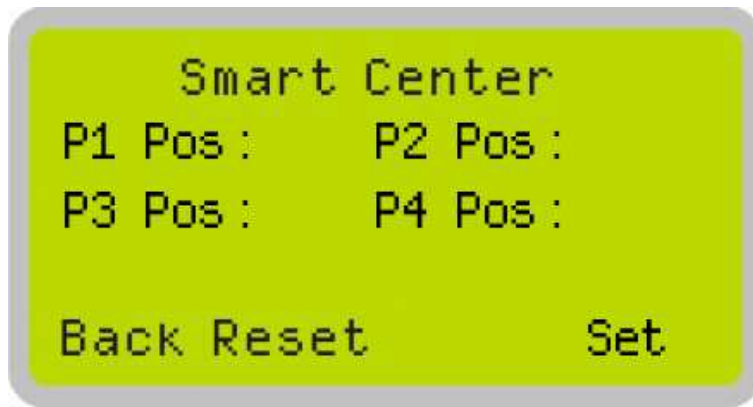 Smart Center
P1 Pos: P2 Pos:
P3 Pos: P4 Pos:
Back Reset Set